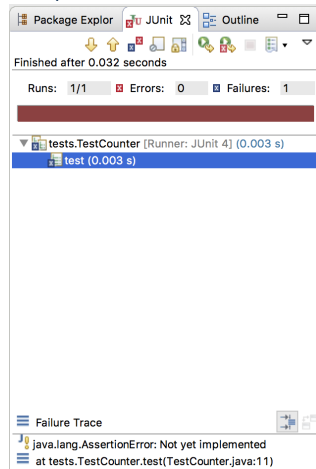 Package Explor JUnit Outline
Finished after 0.032 seconds
Runs: 1/1 Errors: 0 Failures: 1
tests.TestCounter [Runner: JUnit 4] (0.003 s)
test (0.003 s)
Failure Trace
java.lang.AssertionError: Not yet implemented
at tests.TestCounter.test(TestCounter.java:11)